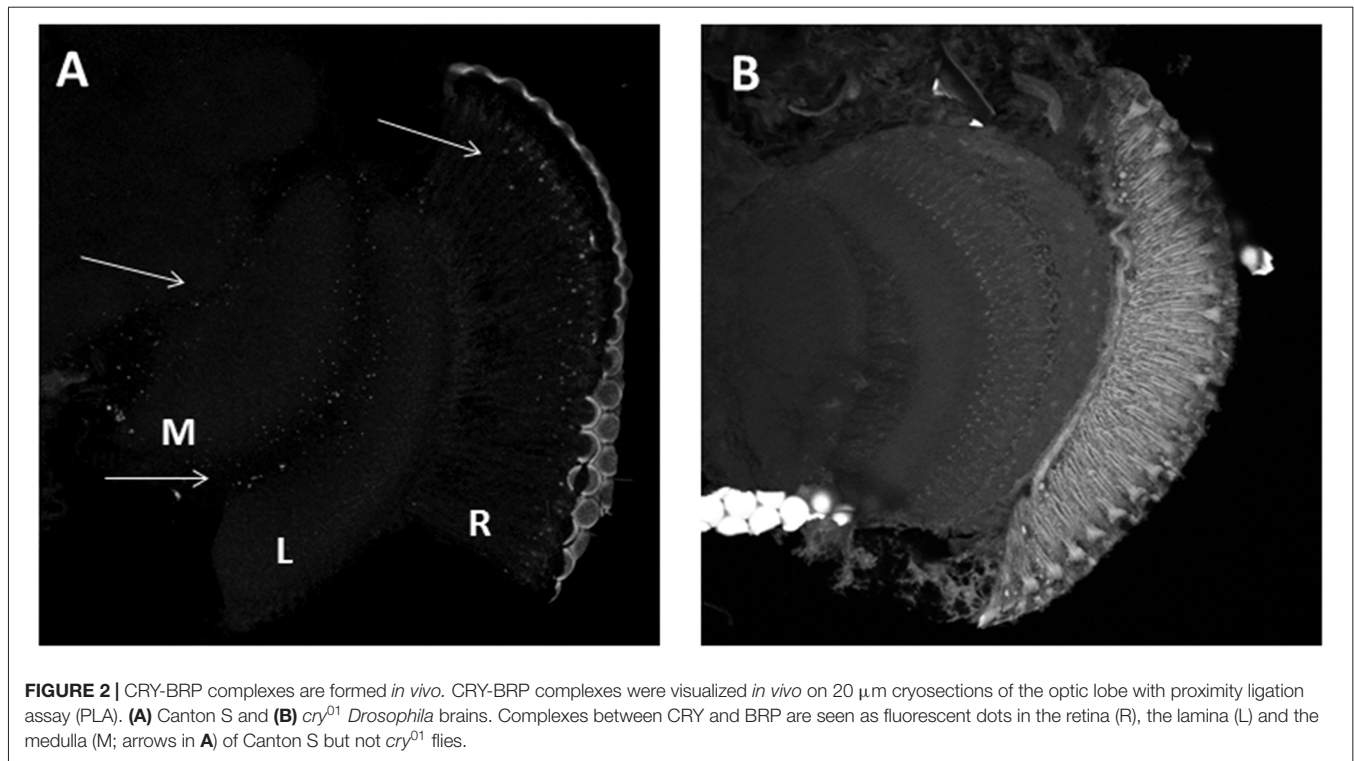 A
B
M
L
R
FIGURE 2 | CRY-BRP complexes are formed in vivo. CRY-BRP complexes were visualized in vivo on 20 μm cryosections of the optic lobe with proximity ligation
assay (PLA). (A) Canton S and (B) cry⁰¹ Drosophila brains. Complexes between CRY and BRP are seen as fluorescent dots in the retina (R), the lamina (L) and the
medulla (M; arrows in A) of Canton S but not cry⁰¹ flies.